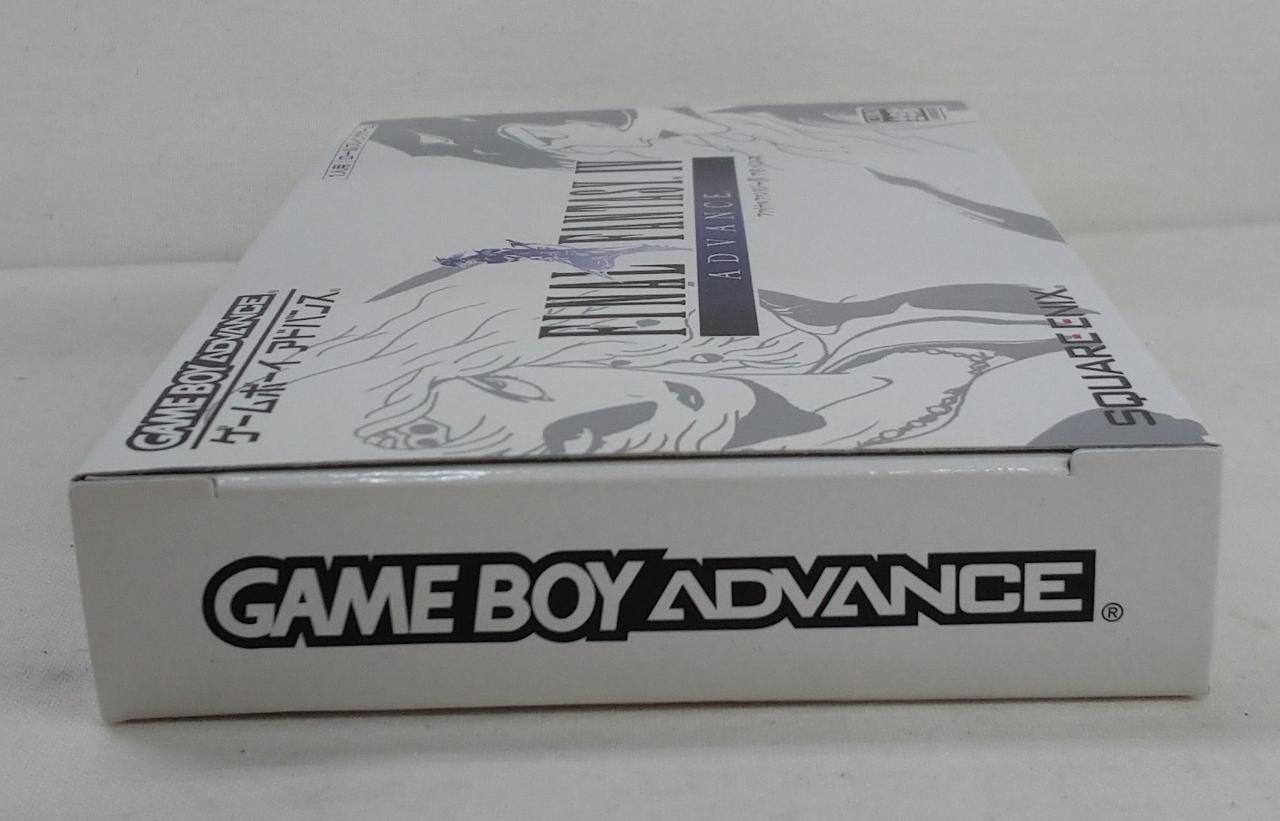 GAME BOY ADVANCE
ゲームボーイアドバンス
FINAL FANTASY IV
ADVANCE
SQUARE ENIX
GAME BOY ADVANCE®